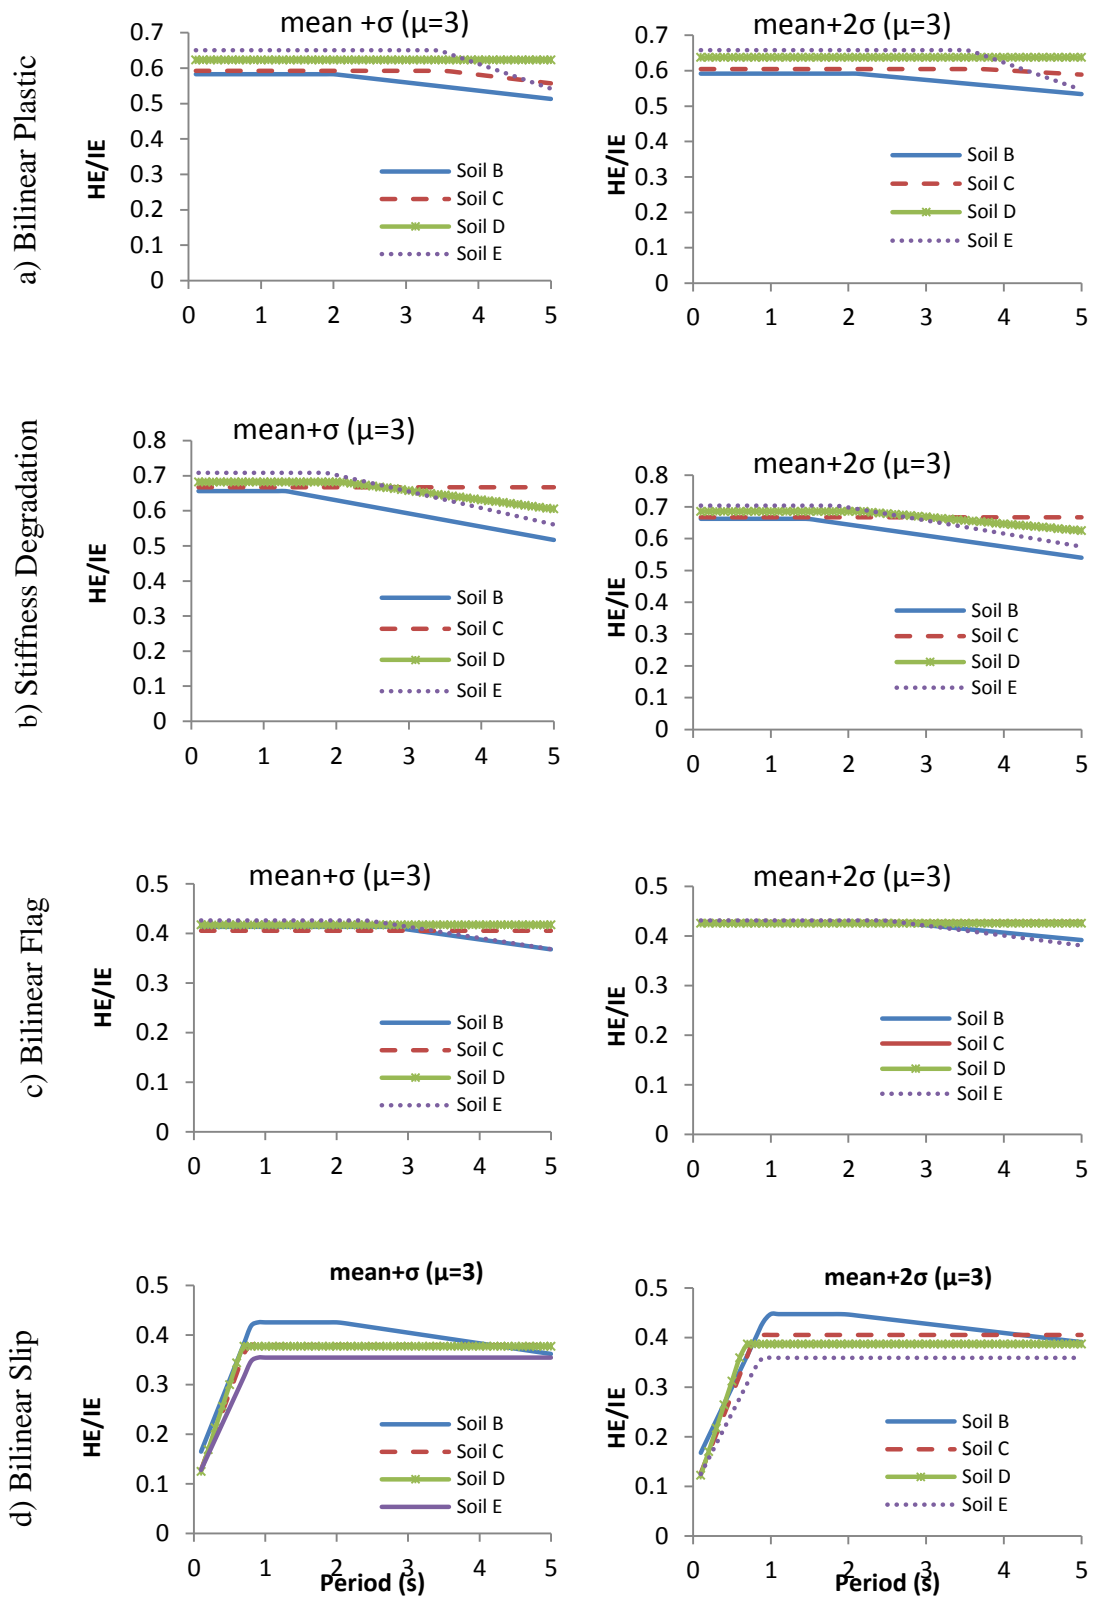 a) Bilinear Plastic
mean +σ (μ=3)
HE/IE
0.7
0.6
0.5
0.4
0.3
0.2
0.1
0
0 1 2 3 4 5
Soil B
Soil C
Soil D
Soil E
mean+2σ (μ=3)
HE/IE
0.7
0.6
0.5
0.4
0.3
0.2
0.1
0
0 1 2 3 4 5
Soil B
Soil C
Soil D
Soil E
b) Stiffness Degradation
mean+σ (μ=3)
HE/IE
0.8
0.7
0.6
0.5
0.4
0.3
0.2
0.1
0
0 1 2 3 4 5
Soil B
Soil C
Soil D
Soil E
mean+2σ (μ=3)
HE/IE
0.8
0.7
0.6
0.5
0.4
0.3
0.2
0.1
0
0 1 2 3 4 5
Soil B
Soil C
Soil D
Soil E
c) Bilinear Flag
mean+σ (μ=3)
HE/IE
0.5
0.4
0.3
0.2
0.1
0
0 1 2 3 4 5
Soil B
Soil C
Soil D
Soil E
mean+2σ (μ=3)
HE/IE
0.5
0.4
0.3
0.2
0.1
0
0 1 2 3 4 5
Soil B
Soil C
Soil D
Soil E
d) Bilinear Slip
mean+σ (μ=3)
HE/IE
0.5
0.4
0.3
0.2
0.1
0
0 1 2 3 4 5
Period (s)
Soil B
Soil C
Soil D
Soil E
mean+2σ (μ=3)
HE/IE
0.5
0.4
0.3
0.2
0.1
0
0 1 2 3 4 5
Period (s)
Soil B
Soil C
Soil D
Soil E